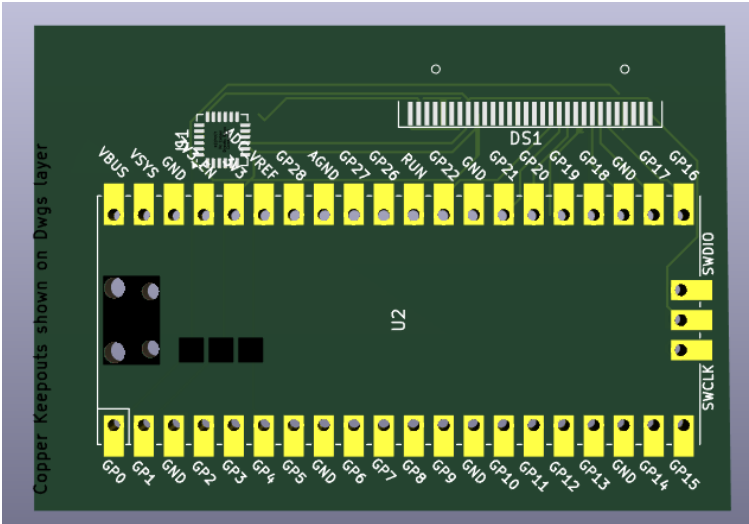 Copper Keepouts shown on Dwgs layer
DS1
VBUS
VSYS
GND
VREF
GP28
AGND
GP27
GP26
RUN
GP22
GND
GP21
GP20
GP19
GP18
GND
GP17
GP16
SWDIO
U2
SWCLK
GP0
GP1
GND
GP2
GP3
GP4
GP5
GND
GP6
GP7
GP8
GP9
GND
GP10
GP11
GP12
GP13
GND
GP14
GP15